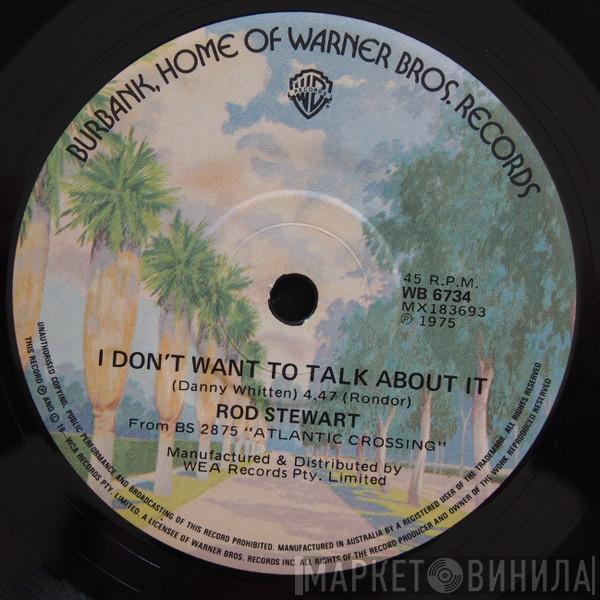 BURBANK, HOME OF WARNER BROS. RECORDS
RECORDS
45 R.P.M.
WB 6734
MX183693
Ⓟ 1975
I DON'T WANT TO TALK ABOUT IT
(Danny Whitten) 4.47 (Rondor)
ROD STEWART
From BS 2875 "ATLANTIC CROSSING"
Manufactured & Distributed by
WEA Records Pty. Limited
UNAUTHORISED COPYING, PUBLIC PERFORMANCE AND BROADCASTING OF THIS RECORD PROHIBITED. MANUFACTURED IN AUSTRALIA BY A REGISTERED USER OF THE TRADEMARK. ALL RIGHTS RESERVED
THIS RECORD Ⓟ AND © 19 WEA RECORDS PTY. LIMITED. A LICENSEE OF WARNER BROS. RECORDS INC. ALL RIGHTS OF THE RECORD PRODUCER AND OWNER OF THE WORK REPRODUCED RESERVED
МАРКЕТ ВИНИЛА